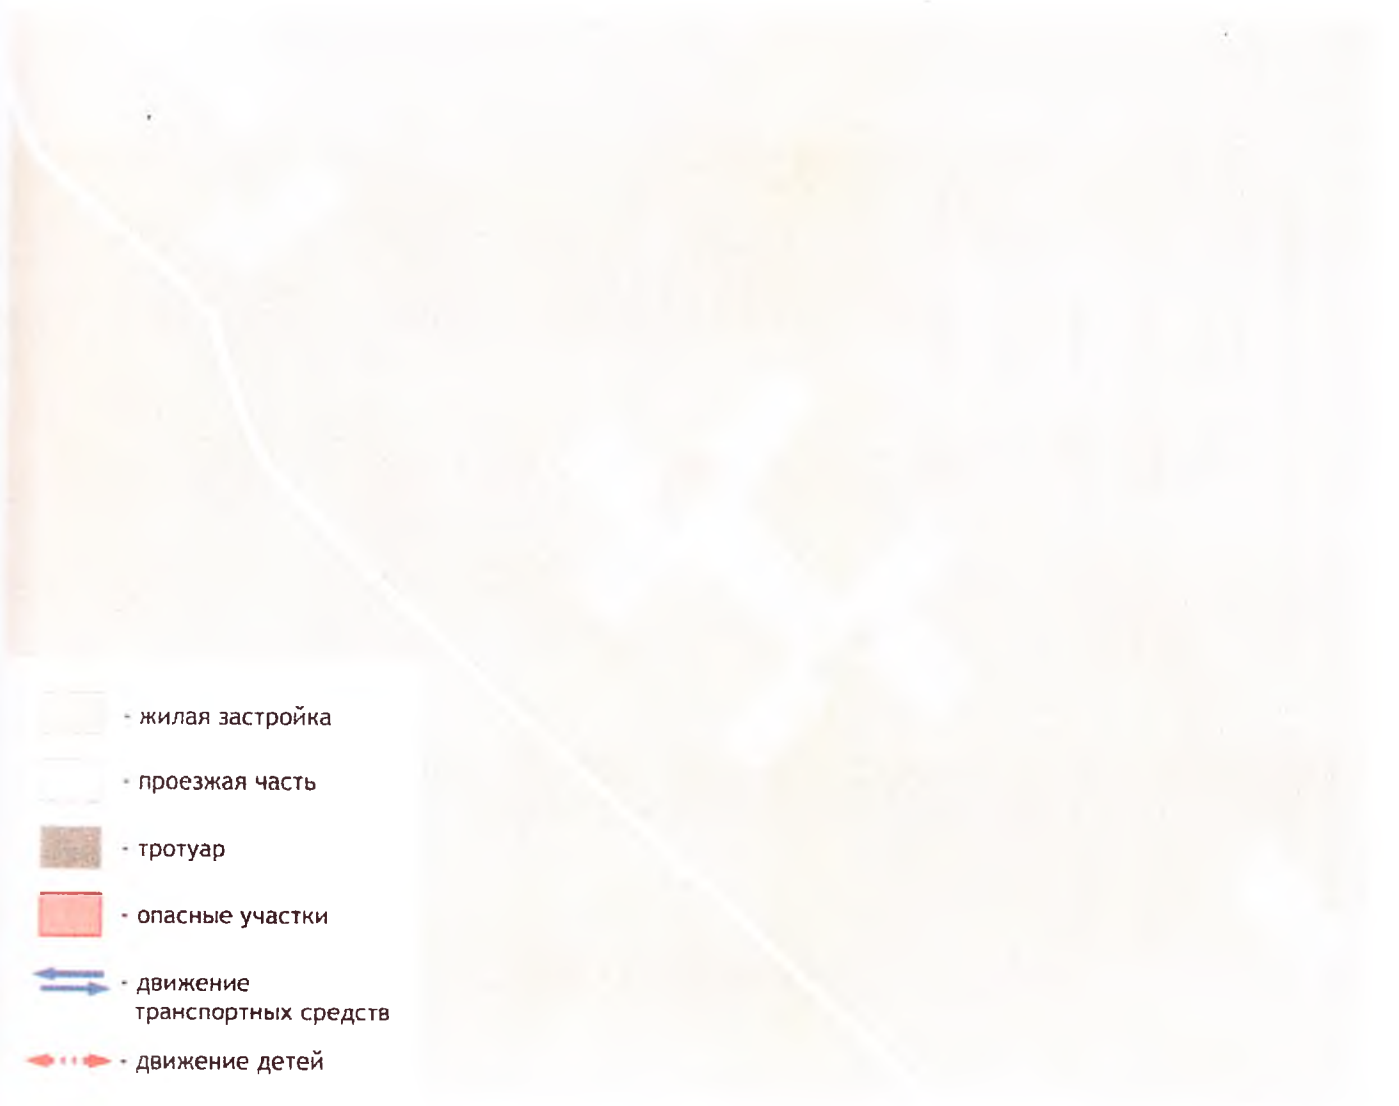 - жилая застройка
- проезжая часть
- тротуар
- опасные участки
- движение
транспортных средств
- движение детей